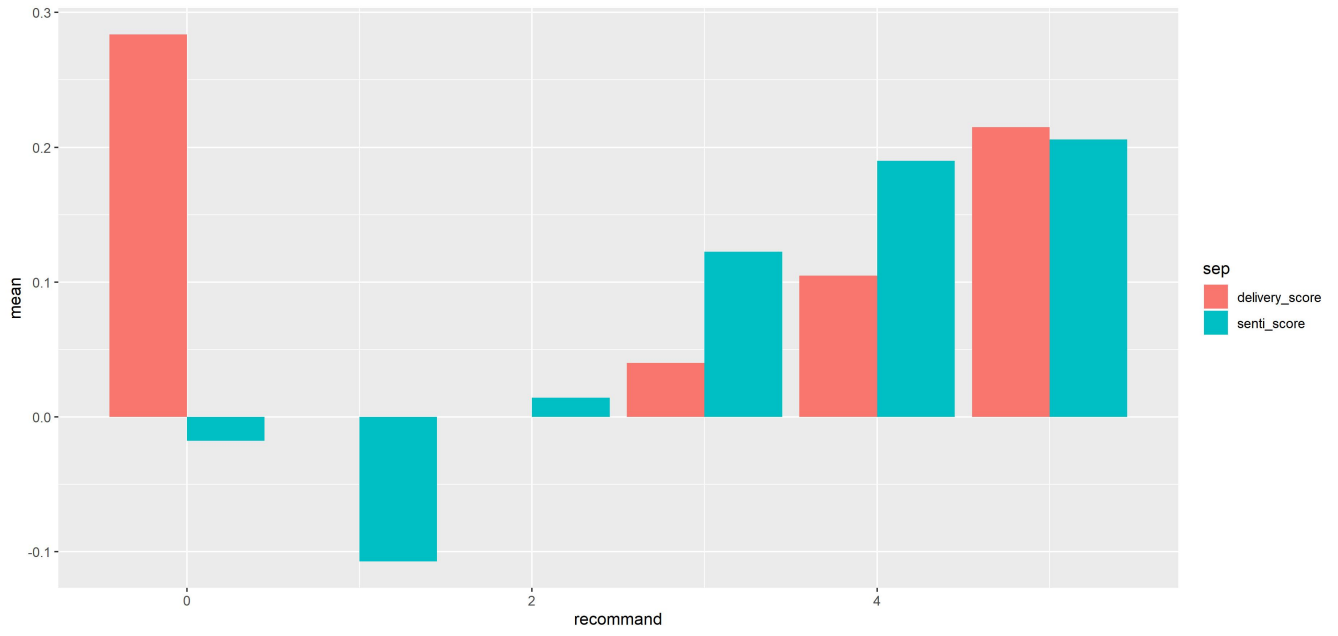 0.3
0.2
0.1
0.0
-0.1
mean
0
2
4
recommand
sep
delivery_score
senti_score